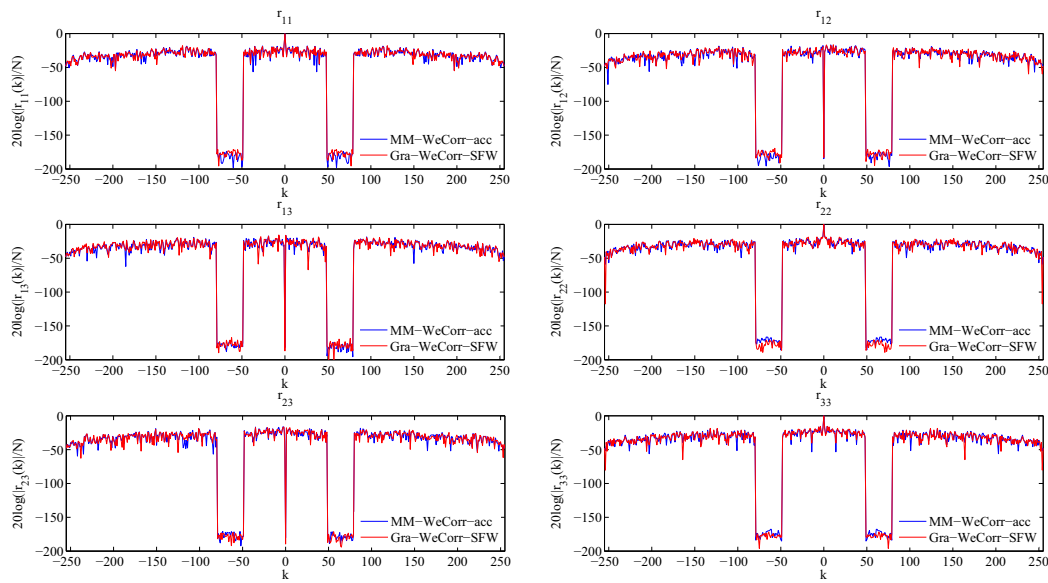 r11
r12
0
−50
−100
−150
−200
20log(|r11(k)|/N)
MM−WeCorr−acc
Gra−WeCorr−SFW
−250 −200 −150 −100 −50 0 50 100 150 200 250
k
0
−50
−100
−150
−200
20log(|r12(k)|/N)
MM−WeCorr−acc
Gra−WeCorr−SFW
−250 −200 −150 −100 −50 0 50 100 150 200 250
k
r13
r22
0
−50
−100
−150
−200
20log(|r13(k)|/N)
MM−WeCorr−acc
Gra−WeCorr−SFW
−250 −200 −150 −100 −50 0 50 100 150 200 250
k
0
−50
−100
−150
−200
20log(|r22(k)|/N)
MM−WeCorr−acc
Gra−WeCorr−SFW
−250 −200 −150 −100 −50 0 50 100 150 200 250
k
r23
r33
0
−50
−100
−150
−200
20log(|r23(k)|/N)
MM−WeCorr−acc
Gra−WeCorr−SFW
−250 −200 −150 −100 −50 0 50 100 150 200 250
k
0
−50
−100
−150
−200
20log(|r33(k)|/N)
MM−WeCorr−acc
Gra−WeCorr−SFW
−250 −200 −150 −100 −50 0 50 100 150 200 250
k